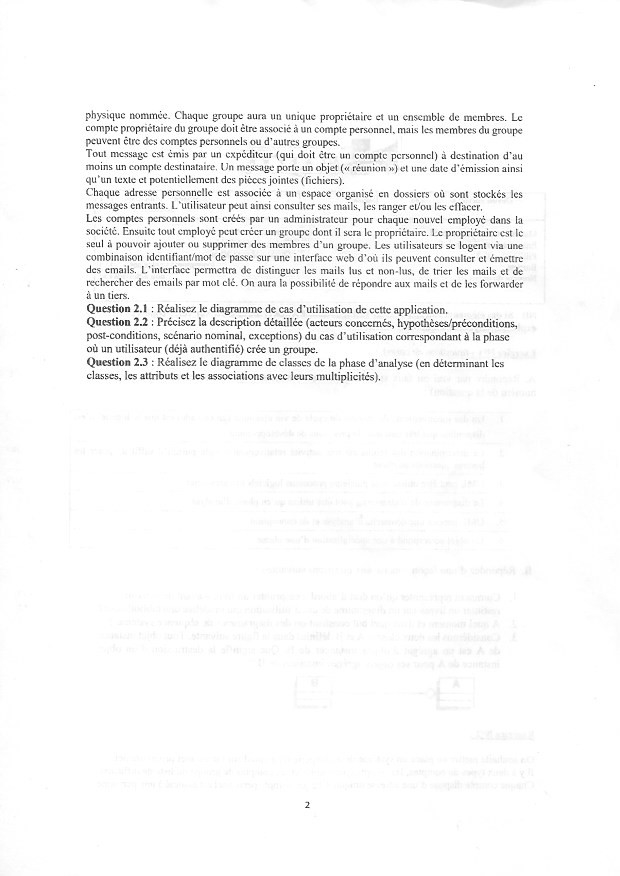 physique nommée. Chaque groupe aura un unique propriétaire et un ensemble de membres. Le
compte propriétaire du groupe doit être associé à un compte personnel, mais les membres du groupe
peuvent être des comptes personnels ou d'autres groupes.
Tout message est émis par un expéditeur (qui doit être un compte personnel) à destination d'au
moins un compte destinataire. Un message porte un objet (« réunion ») et une date d'émission ainsi
qu'un texte et potentiellement des pièces jointes (fichiers).
Chaque adresse personnelle est associée à un espace organisé en dossiers où sont stockés les
messages entrants. L'utilisateur peut ainsi consulter ses mails, les ranger et/ou les effacer.
Les comptes personnels sont créés par un administrateur pour chaque nouvel employé dans la
société. Ensuite tout employé peut créer un groupe dont il sera le propriétaire. Le propriétaire est le
seul à pouvoir ajouter ou supprimer des membres d'un groupe. Les utilisateurs se logent via une
combinaison identifiant/mot de passe sur une interface web d'où ils peuvent consulter et émettre
des emails. L'interface permettra de distinguer les mails lus et non-lus, de trier les mails et de
rechercher des emails par mot clé. On aura la possibilité de répondre aux mails et de les forwarder
à un tiers.
Question 2.1 : Réalisez le diagramme de cas d'utilisation de cette application.
Question 2.2 : Précisez la description détaillée (acteurs concernés, hypothèses/préconditions,
post-conditions, scénario nominal, exceptions) du cas d'utilisation correspondant à la phase
où un utilisateur (déjà authentifié) crée un groupe.
Question 2.3 : Réalisez le diagramme de classes de la phase d'analyse (en déterminant les
classes, les attributs et les associations avec leurs multiplicités).
2